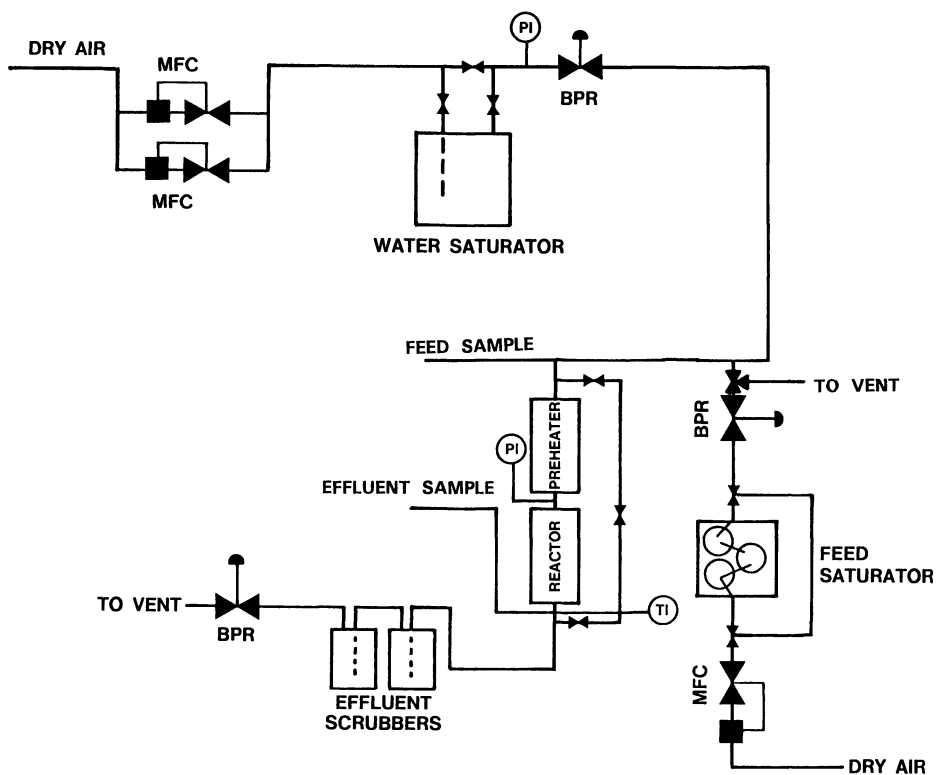 PI
DRY AIR
MFC
BPR
MFC
WATER SATURATOR
FEED SAMPLE
TO VENT
BPR
PREHEATER
PI
EFFLUENT SAMPLE
REACTOR
FEED
SATURATOR
TO VENT
BPR
TI
MFC
EFFLUENT
SCRUBBERS
DRY AIR